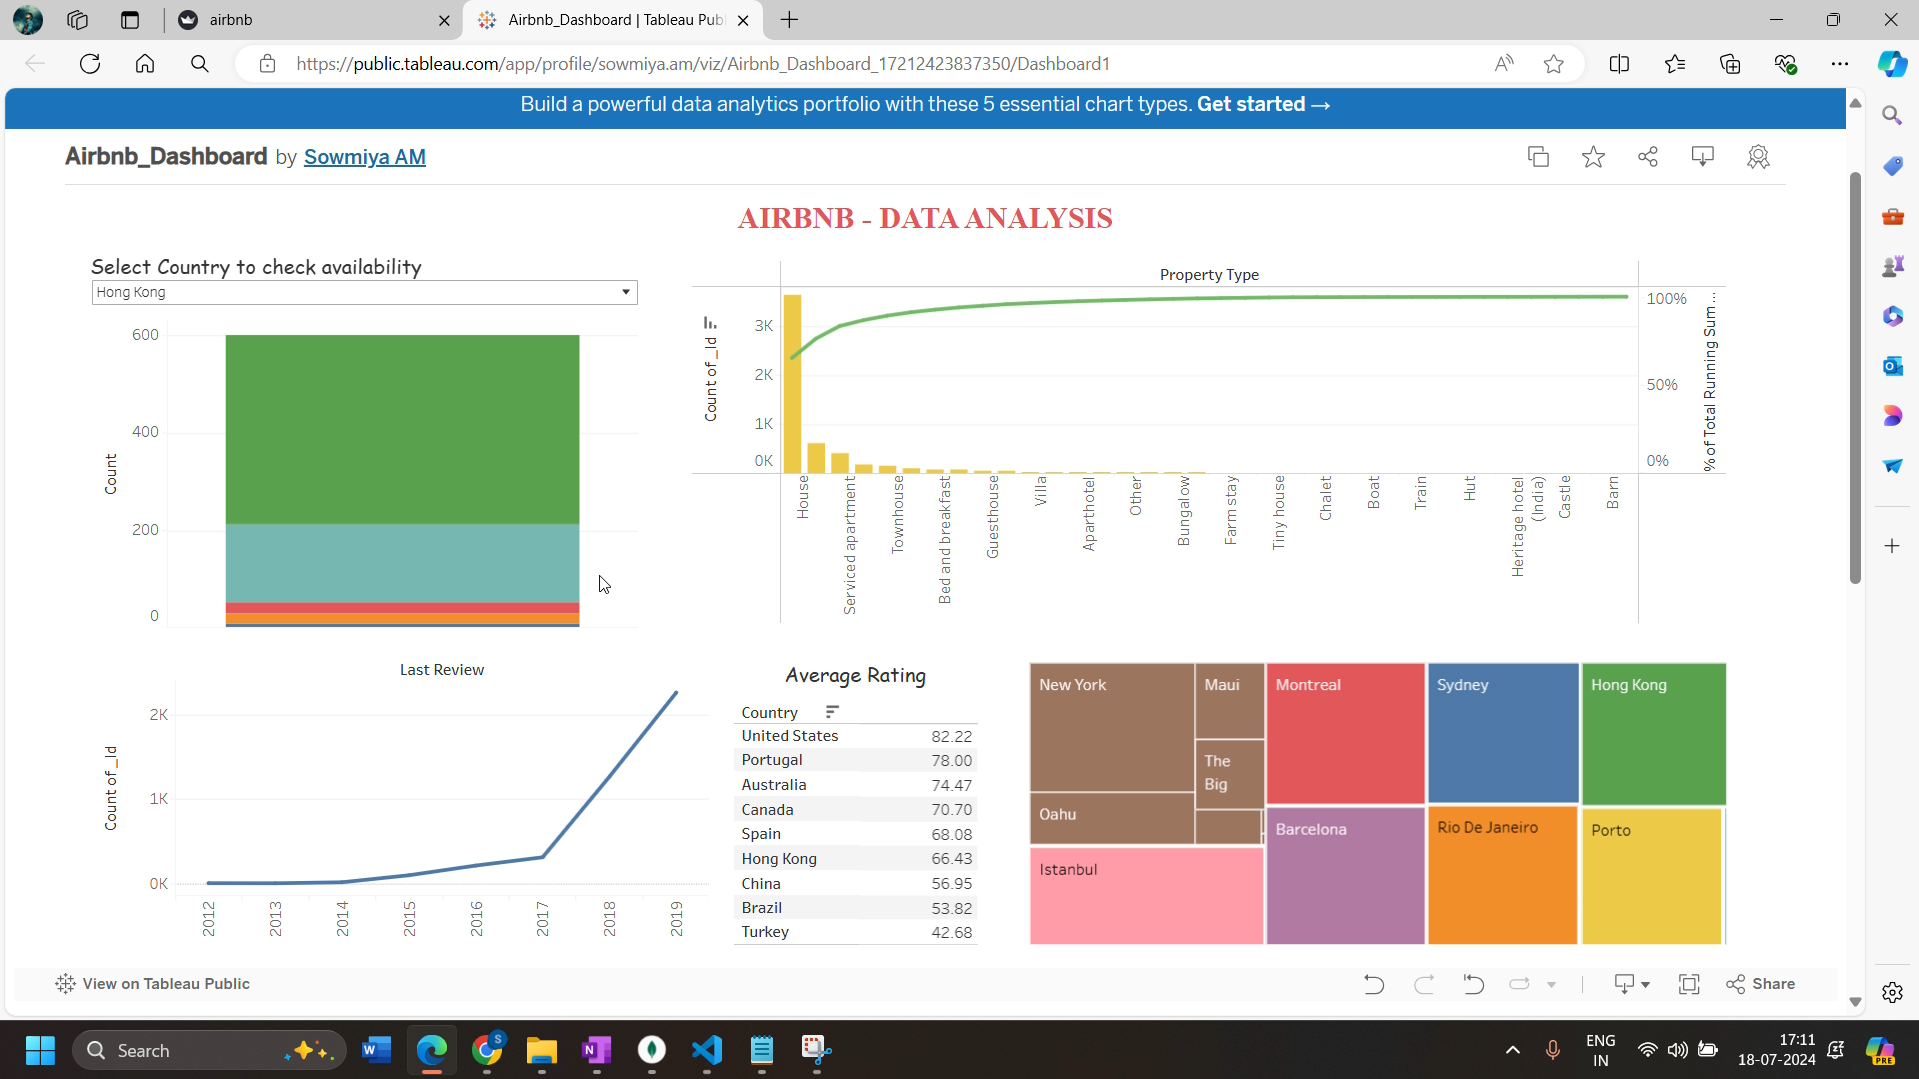 airbnb
Airbnb_Dashboard | Tableau Publ
https://public.tableau.com/app/profile/sowmiya.am/viz/Airbnb_Dashboard_17212423837350/Dashboard1
Build a powerful data analytics portfolio with these 5 essential chart types. Get started →
Airbnb_Dashboard by Sowmiya AM
AIRBNB - DATA ANALYSIS
Select Country to check availability
Hong Kong
600
400
200
0
Count
Property Type
Count of _Id
3K
2K
1K
0K
100%
50%
0%
% of Total Running Sum...
House
Serviced apartment
Townhouse
Bed and breakfast
Guesthouse
Villa
Aparthotel
Other
Bungalow
Farm stay
Tiny house
Chalet
Boat
Train
Hut
Heritage hotel
(India)
Castle
Barn
Last Review
Count of _Id
2K
1K
0K
2012
2013
2014
2015
2016
2017
2018
2019
Average Rating
Country
United States 82.22
Portugal 78.00
Australia 74.47
Canada 70.70
Spain 68.08
Hong Kong 66.43
China 56.95
Brazil 53.82
Turkey 42.68
New York
Maui
The
Big
Oahu
Istanbul
Montreal
Barcelona
Sydney
Rio De Janeiro
Hong Kong
Porto
View on Tableau Public
Share
Search
S
ENG
IN
17:11
18-07-2024
PRE